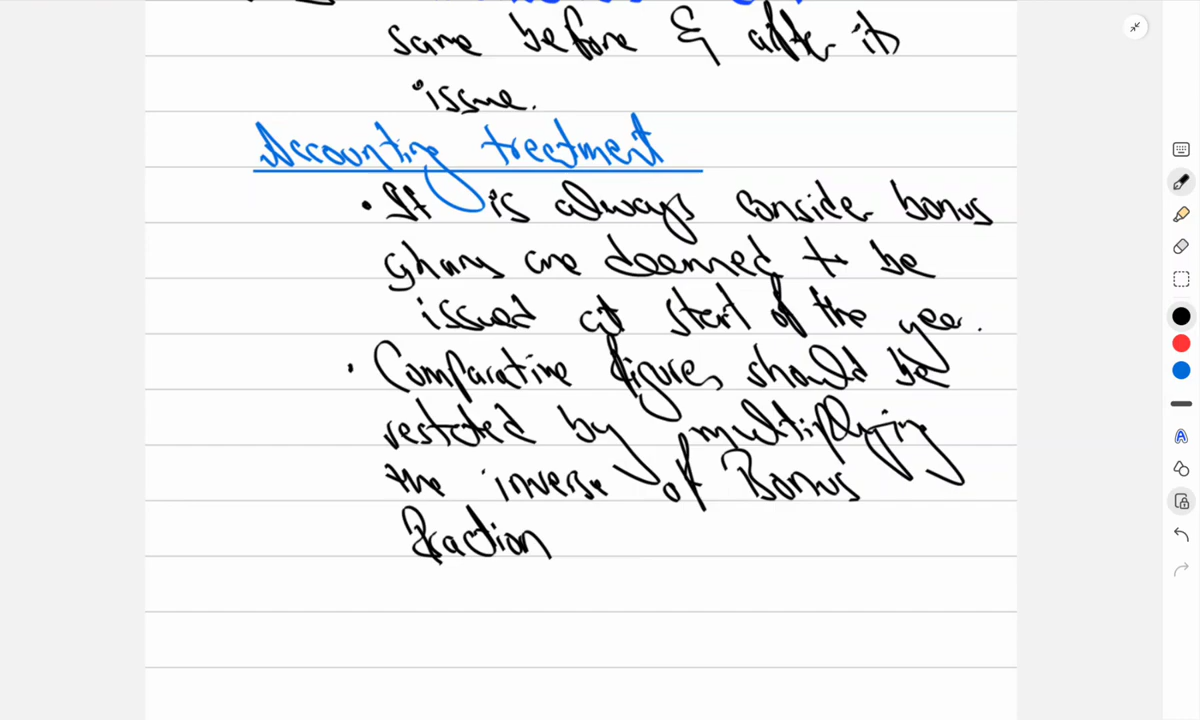 same before & after its
issue.
Accounting treatment
• It is always consider bonus
shares are deemed to be
issued at start of the year.
• Comparative figures should be
restated by multiplying
the inverse of Bonus
fraction